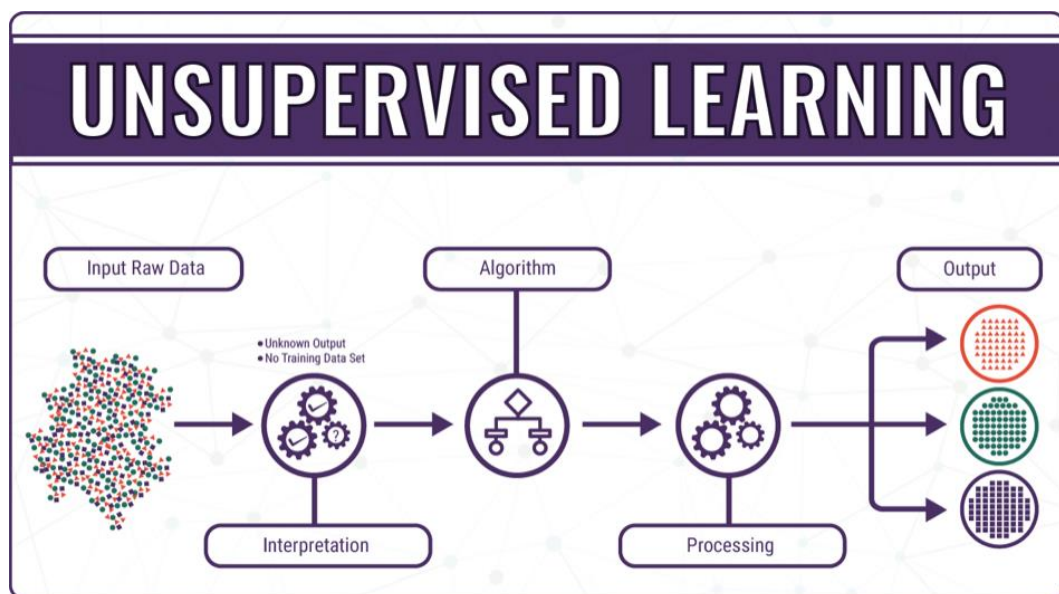 UNSUPERVISED LEARNING
Input Raw Data
Algorithm
Output
• Unknown Output
• No Training Data Set
?
Interpretation
Processing